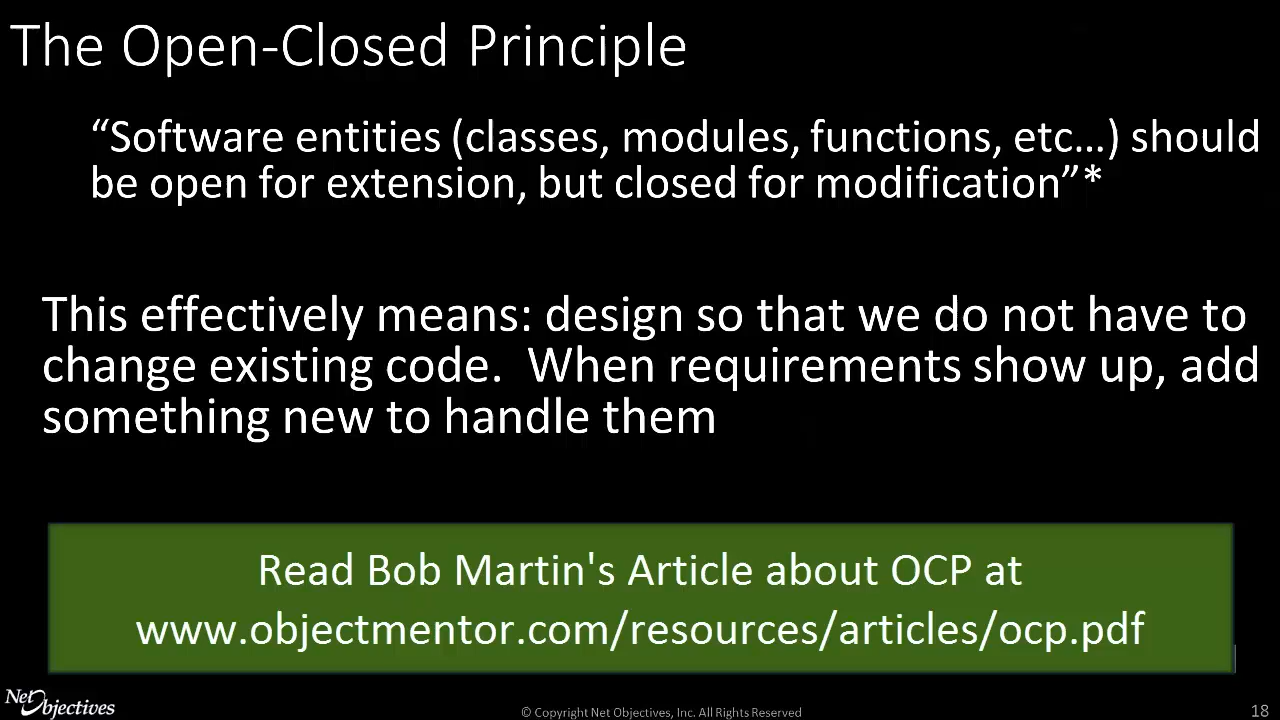 The Open-Closed Principle
“Software entities (classes, modules, functions, etc…) should
be open for extension, but closed for modification”*
This effectively means: design so that we do not have to
change existing code.  When requirements show up, add
something new to handle them
Read Bob Martin's Article about OCP at
www.objectmentor.com/resources/articles/ocp.pdf
Net Objectives
© Copyright Net Objectives, Inc. All Rights Reserved
18